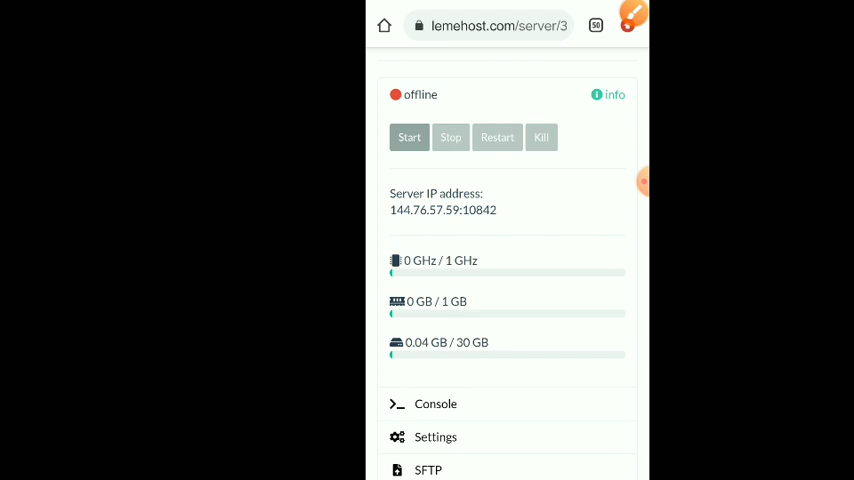 lemehost.com/server/3
50
offline
info
Start
Stop
Restart
Kill
Server IP address:
144.76.57.59:10842
0 GHz / 1 GHz
0 GB / 1 GB
0.04 GB / 30 GB
Console
Settings
SFTP